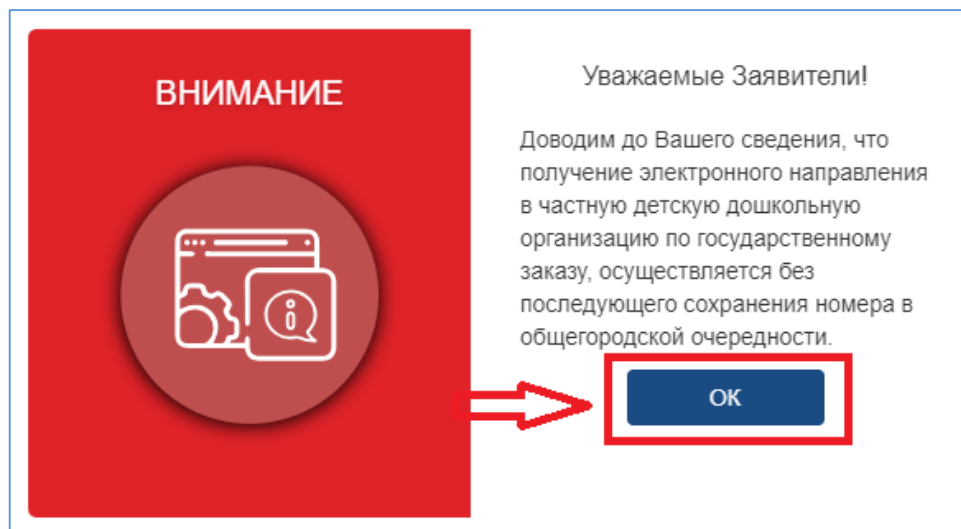 ВНИМАНИЕ
Уважаемые Заявители!
Доводим до Вашего сведения, что
получение электронного направления
в частную детскую дошкольную
организацию по государственному
заказу, осуществляется без
последующего сохранения номера в
общегородской очередности.
ОК